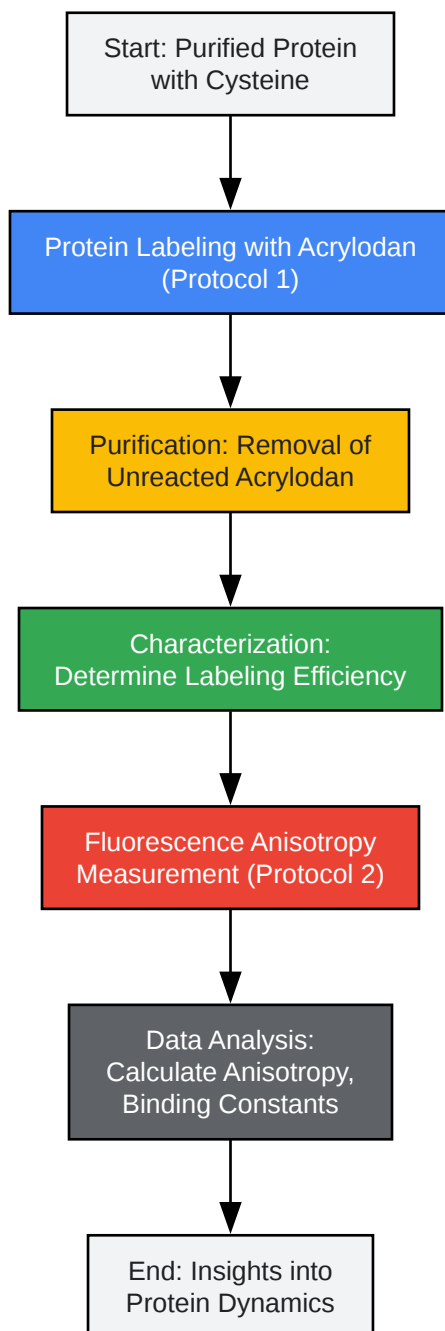 Start: Purified Protein
with Cysteine
Protein Labeling with Acrylodan
(Protocol 1)
Purification: Removal of
Unreacted Acrylodan
Characterization:
Determine Labeling Efficiency
Fluorescence Anisotropy
Measurement (Protocol 2)
Data Analysis:
Calculate Anisotropy,
Binding Constants
End: Insights into
Protein Dynamics